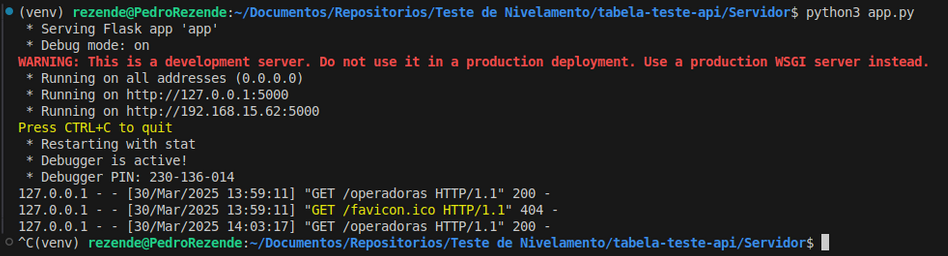 (venv) rezende@PedroRezende:~/Documentos/Repositorios/Teste de Nivelamento/tabela-teste-api/Servidor$ python3 app.py
 * Serving Flask app 'app'
 * Debug mode: on
WARNING: This is a development server. Do not use it in a production deployment. Use a production WSGI server instead.
 * Running on all addresses (0.0.0.0)
 * Running on http://127.0.0.1:5000
 * Running on http://192.168.15.62:5000
Press CTRL+C to quit
 * Restarting with stat
 * Debugger is active!
 * Debugger PIN: 230-136-014
127.0.0.1 - - [30/Mar/2025 13:59:11] "GET /operadoras HTTP/1.1" 200 -
127.0.0.1 - - [30/Mar/2025 13:59:11] "GET /favicon.ico HTTP/1.1" 404 -
127.0.0.1 - - [30/Mar/2025 14:03:17] "GET /operadoras HTTP/1.1" 200 -
^C(venv) rezende@PedroRezende:~/Documentos/Repositorios/Teste de Nivelamento/tabela-teste-api/Servidor$